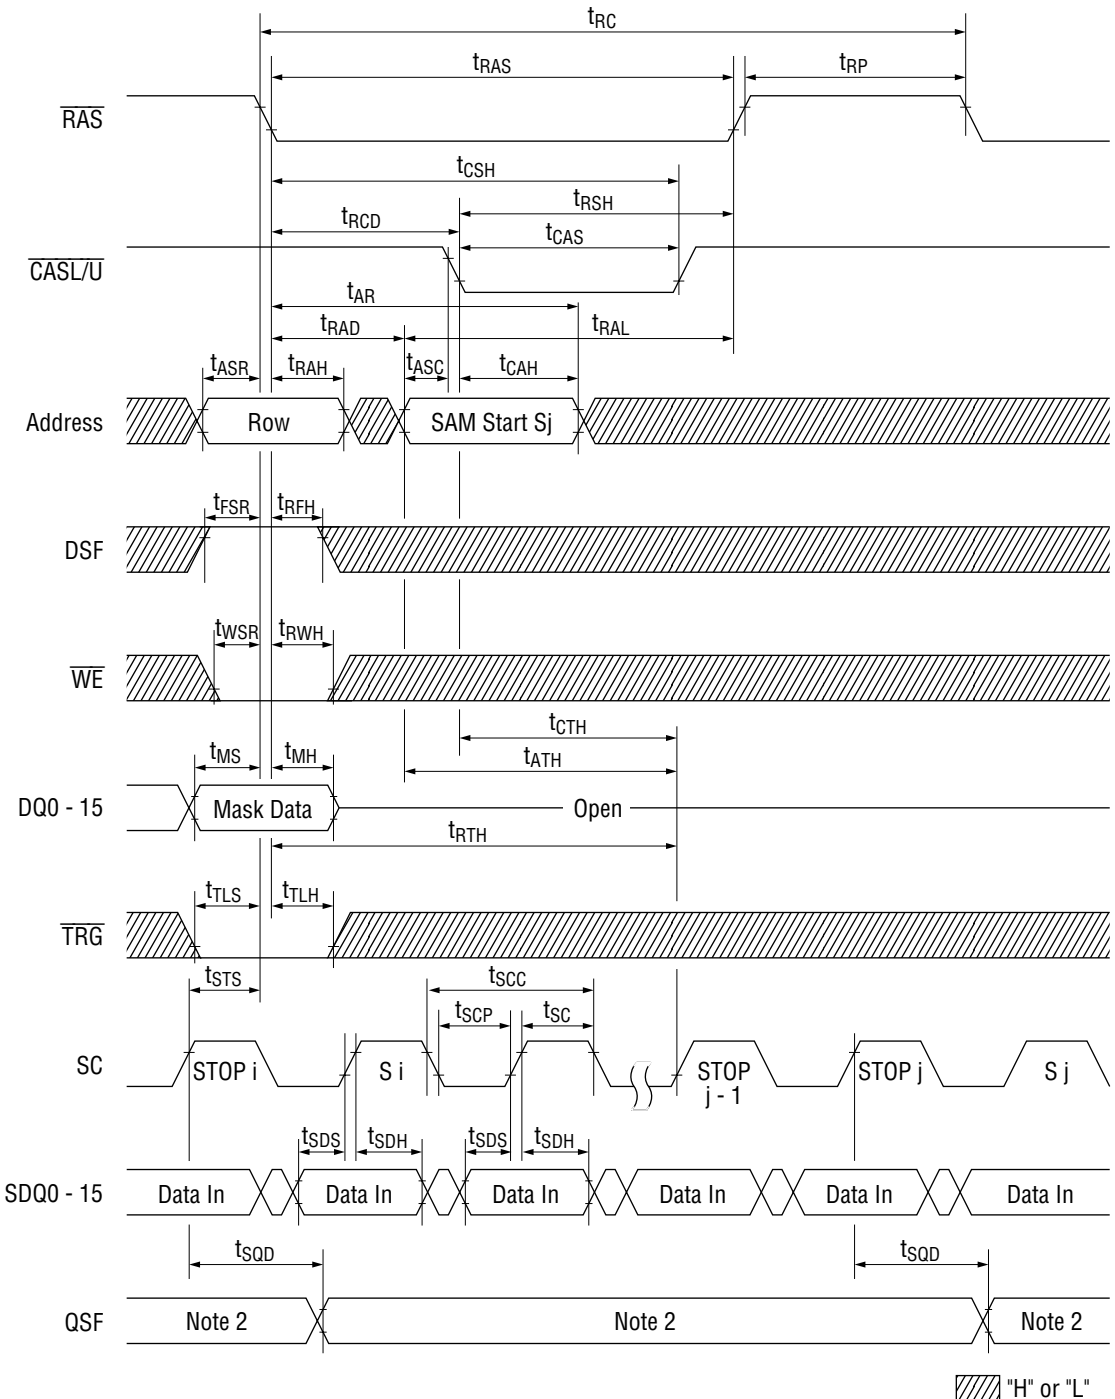 tRC
tRAS
tRP
RAS
tCSH
tRSH
tRCD
tCAS
CASL/U
tAR
tRAD
tRAL
tASR
tRAH
tASC
tCAH
Address
Row
SAM Start Sj
tFSR
tRFH
DSF
tWSR
tRWH
WE
tCTH
tATH
tMS
tMH
DQ0 - 15
Mask Data
Open
tRTH
tTLS
tTLH
TRG
tSTS
tSCC
tSCP
tSC
SC
STOP i
S i
STOP
j - 1
STOP j
S j
tSDS
tSDH
tSDS
tSDH
SDQ0 - 15
Data In
Data In
Data In
Data In
Data In
Data In
tSQD
tSQD
QSF
Note 2
Note 2
Note 2
"H" or "L"